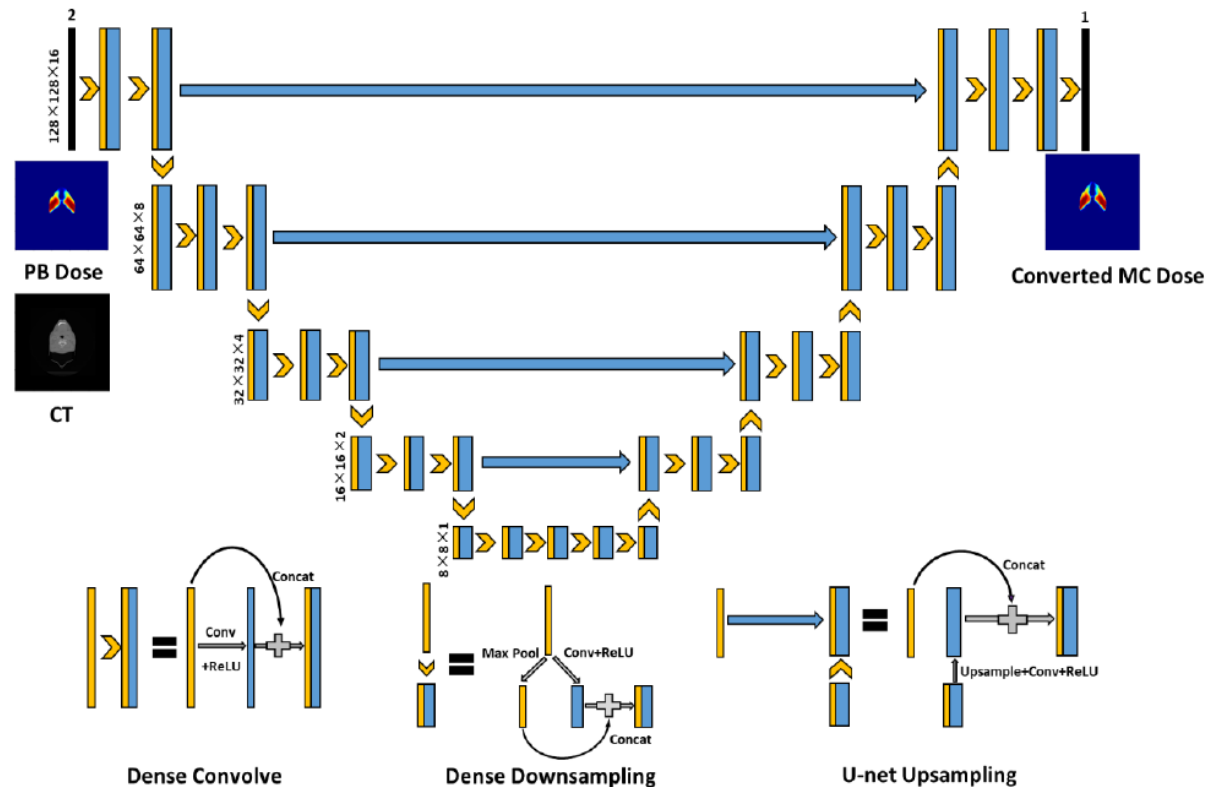 2
1
128×128×16
PB Dose
64×64×8
Converted MC Dose
CT
32×32×4
16×16×2
8×8×1
Concat
Conv
+ReLU
Dense Convolve
Max Pool
Conv+ReLU
Concat
Dense Downsampling
Concat
Upsample+Conv+ReLU
U-net Upsampling